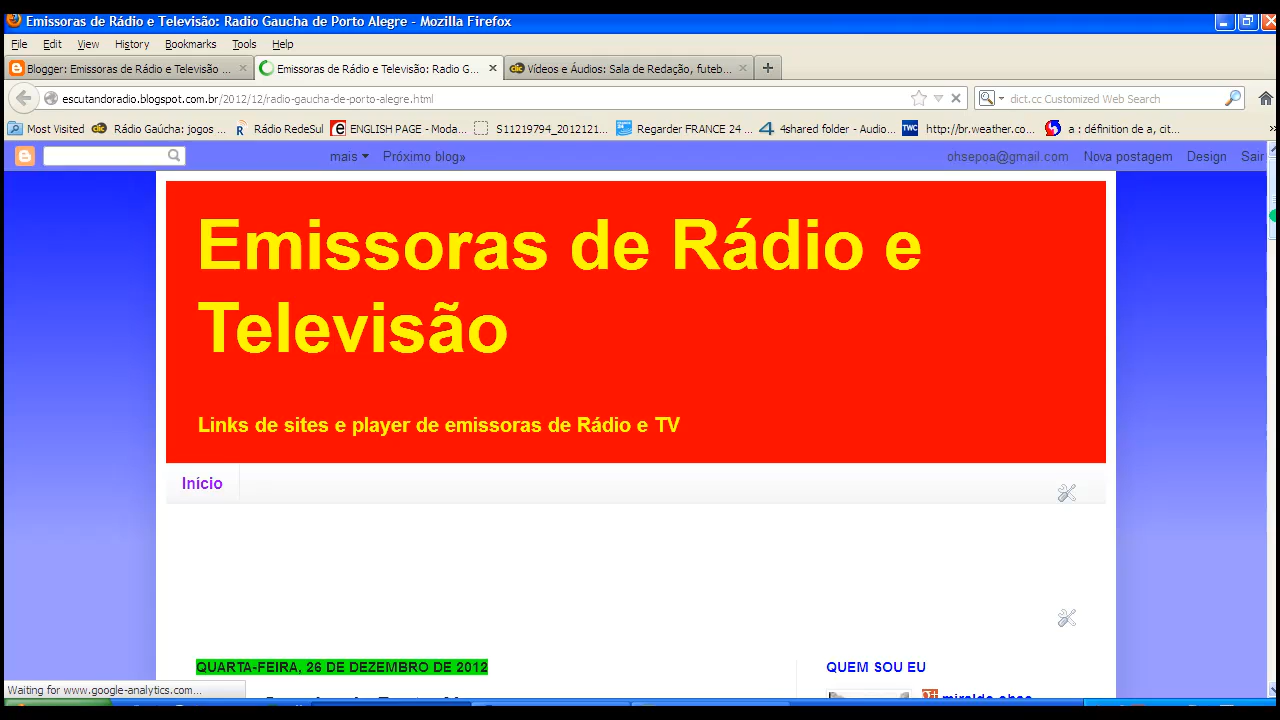 Emissoras de Rádio e Televisão: Radio Gaucha de Porto Alegre - Mozilla Firefox
File Edit View History Bookmarks Tools Help
Blogger: Emissoras de Rádio e Televisão ... Emissoras de Rádio e Televisão: Radio G... Vídeos e Áudios: Sala de Redação, futeb...
escutandoradio.blogspot.com.br/2012/12/radio-gaucha-de-porto-alegre.html dict.cc Customized Web Search
Most Visited Rádio Gaúcha: jogos ... Rádio RedeSul ENGLISH PAGE - Modal... S11219794_2012121... Regarder FRANCE 24 ... 4shared folder - Audio... http://br.weather.co... a : définition de a, cit... »
mais Próximo blog» ohsepoa@gmail.com Nova postagem Design Sair
Emissoras de Rádio e
Televisão
Links de sites e player de emissoras de Rádio e TV
Início
QUARTA-FEIRA, 26 DE DEZEMBRO DE 2012 QUEM SOU EU
Waiting for www.google-analytics.com...